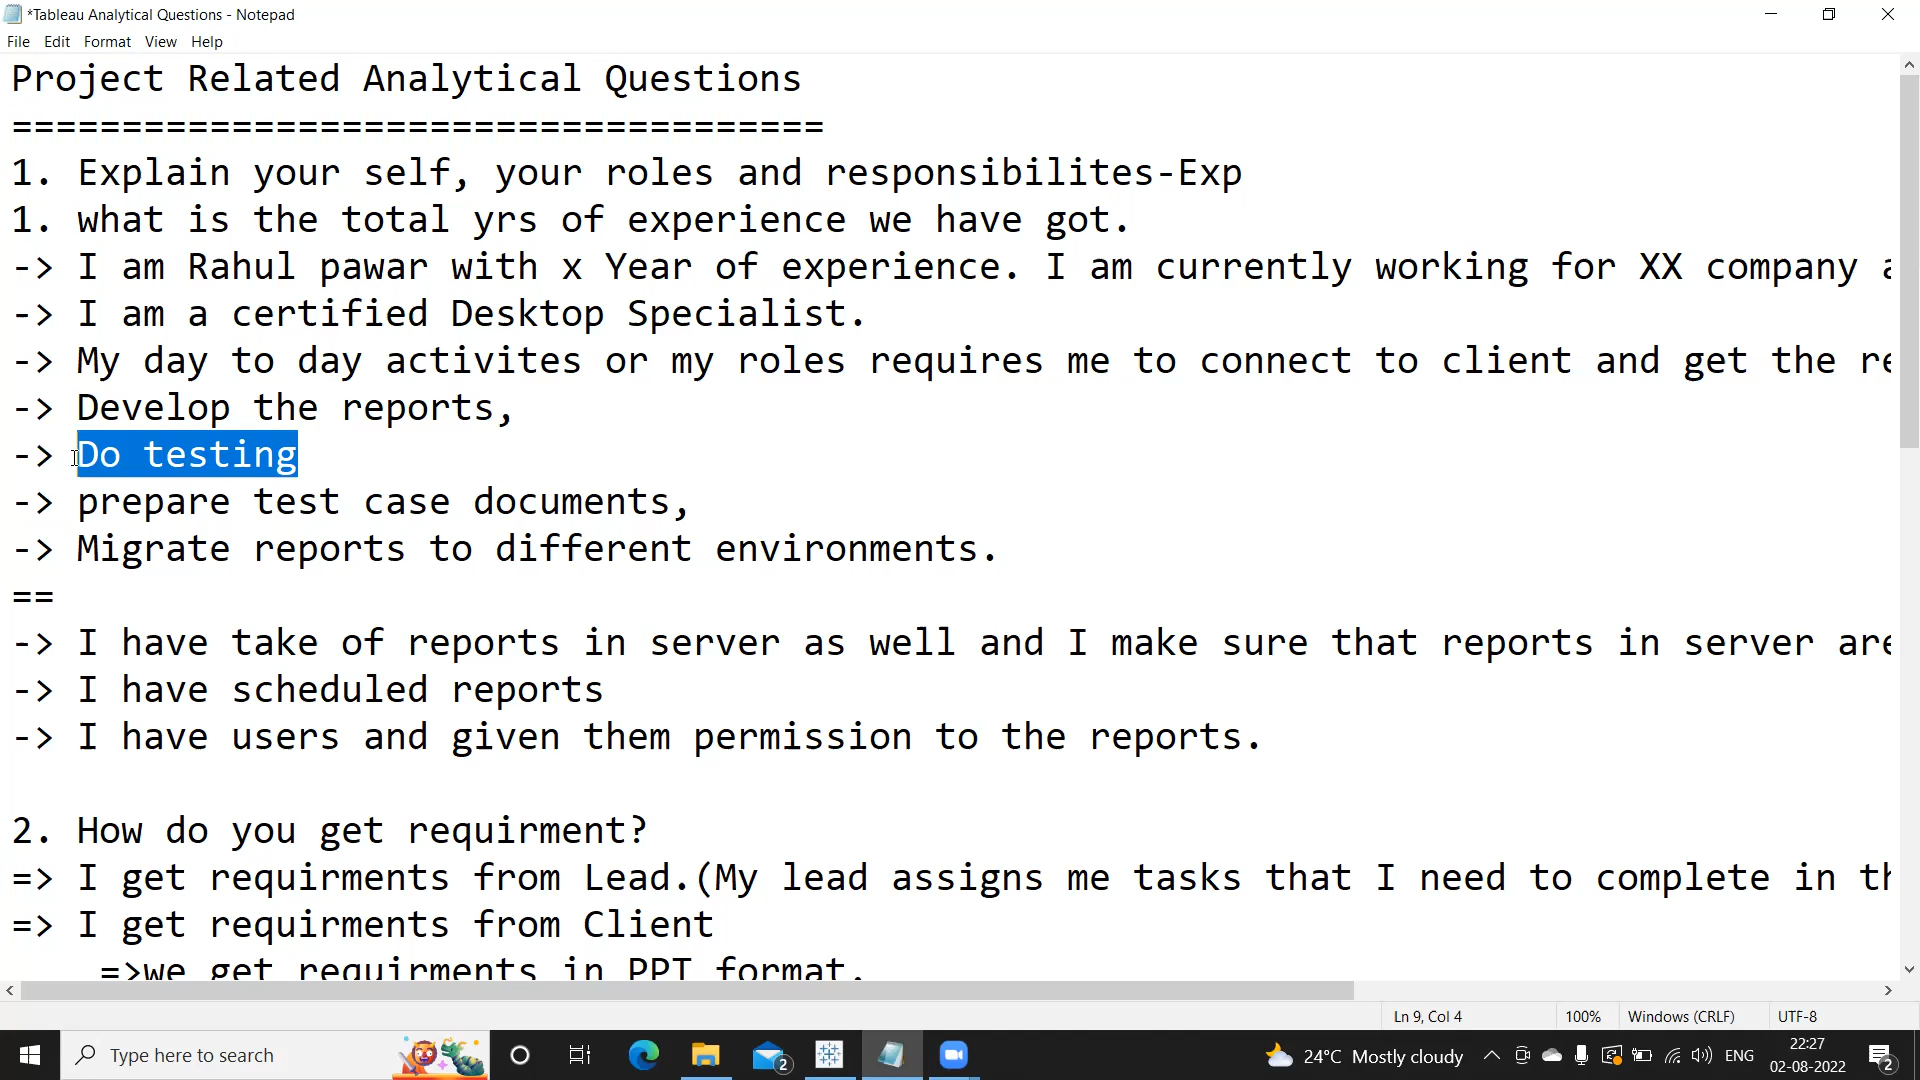 *Tableau Analytical Questions - Notepad
File Edit Format View Help
Project Related Analytical Questions
=====================================
1. Explain your self, your roles and responsibilites-Exp
1. what is the total yrs of experience we have got.
-> I am Rahul pawar with x Year of experience. I am currently working for XX company a
-> I am a certified Desktop Specialist.
-> My day to day activites or my roles requires me to connect to client and get the re
-> Develop the reports,
-> Do testing
-> prepare test case documents,
-> Migrate reports to different environments.
==
-> I have take of reports in server as well and I make sure that reports in server are
-> I have scheduled reports
-> I have users and given them permission to the reports.
2. How do you get requirment?
=> I get requirments from Lead.(My lead assigns me tasks that I need to complete in th
=> I get requirments from Client
=>we get requirments in PPT format.
Ln 9, Col 4 100% Windows (CRLF) UTF-8
Type here to search
2
24°C Mostly cloudy
ENG
22:27
02-08-2022
2